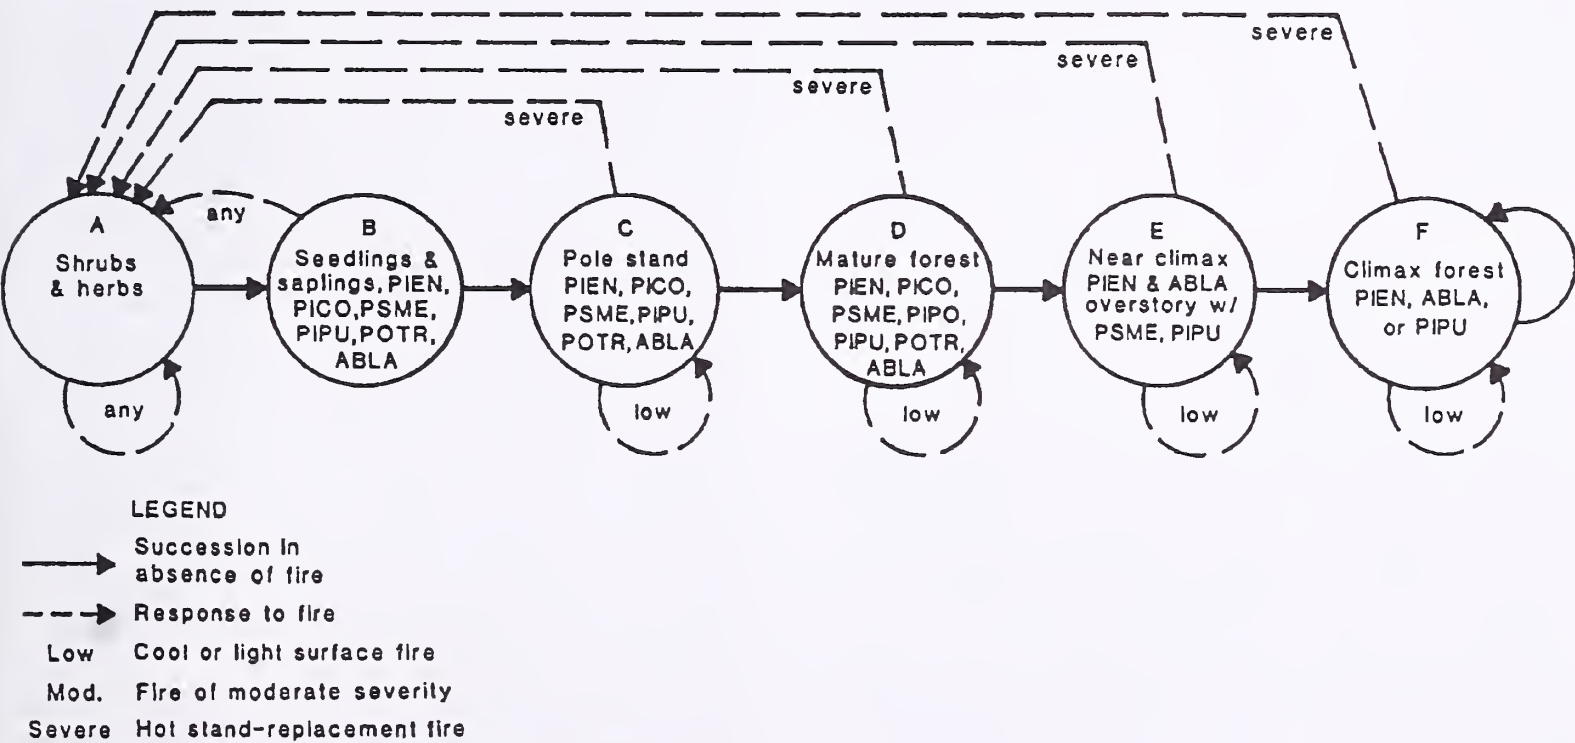 severe
severe
severe
severe
any
A
Shrubs
& herbs
any
B
Seedlings &
saplings, PIEN,
PICO, PSME,
PIPU, POTR,
ABLA
C
Pole stand
PIEN, PICO,
PSME, PIPU,
POTR, ABLA
low
D
Mature forest
PIEN, PICO,
PSME, PIPO,
PIPU, POTR,
ABLA
low
E
Near climax
PIEN & ABLA
overstory w/
PSME, PIPU
low
F
Climax forest
PIEN, ABLA,
or PIPU
low
LEGEND
Succession in
absence of fire
Response to fire
Low Cool or light surface fire
Mod. Fire of moderate severity
Severe Hot stand-replacement fire